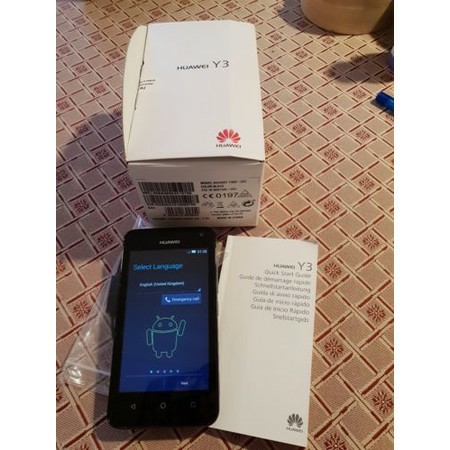 HUAWEI Y3
HUAWEI
CE0197
HUAWEI
Select Language
English (United Kingdom)
Emergency call
Next
HUAWEI Y3
Quick Start Guide
Guide de démarrage rapide
Schnellstartanleitung
Guida di avvio rapido
Guía de inicio rápido
Guia de Início Rápido
Snelstartgids
HUAWEI